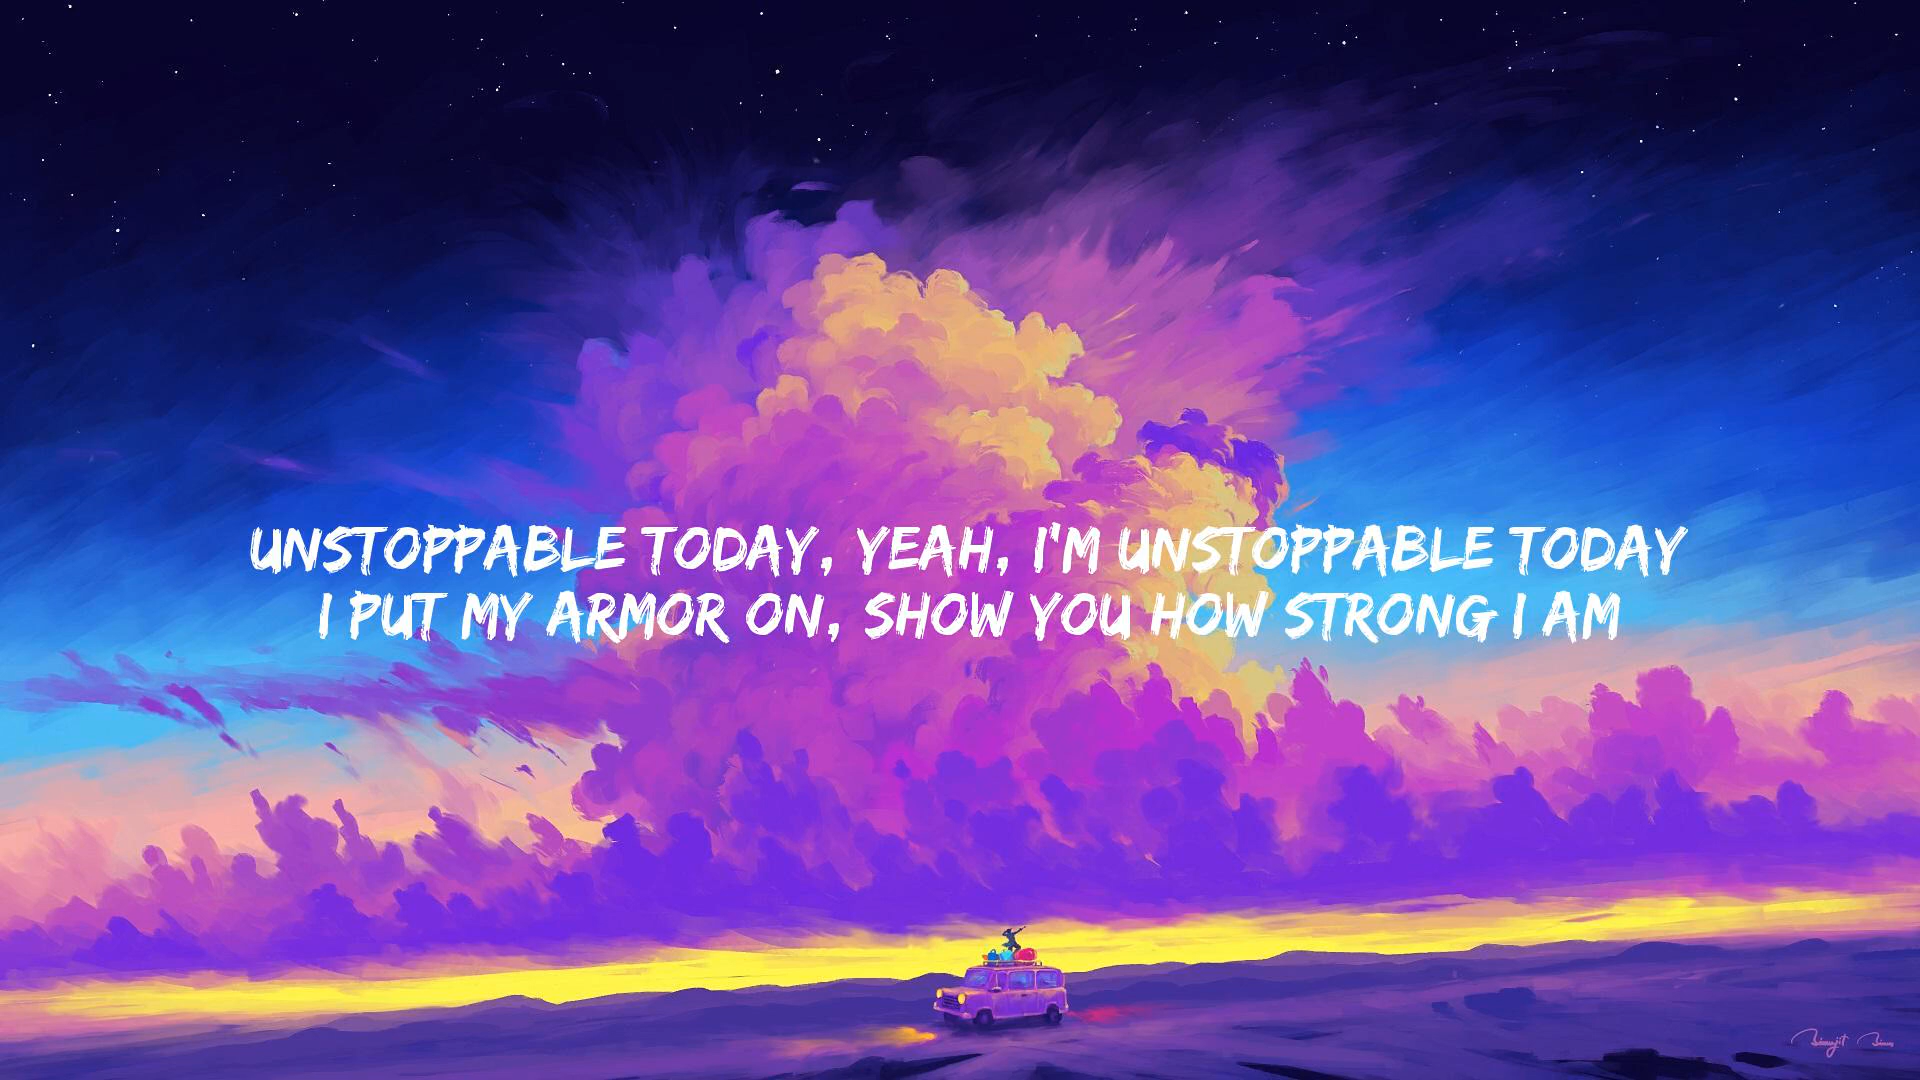 UNSTOPPABLE TODAY, YEAH, I'M UNSTOPPABLE TODAY
I PUT MY ARMOR ON, SHOW YOU HOW STRONG I AM